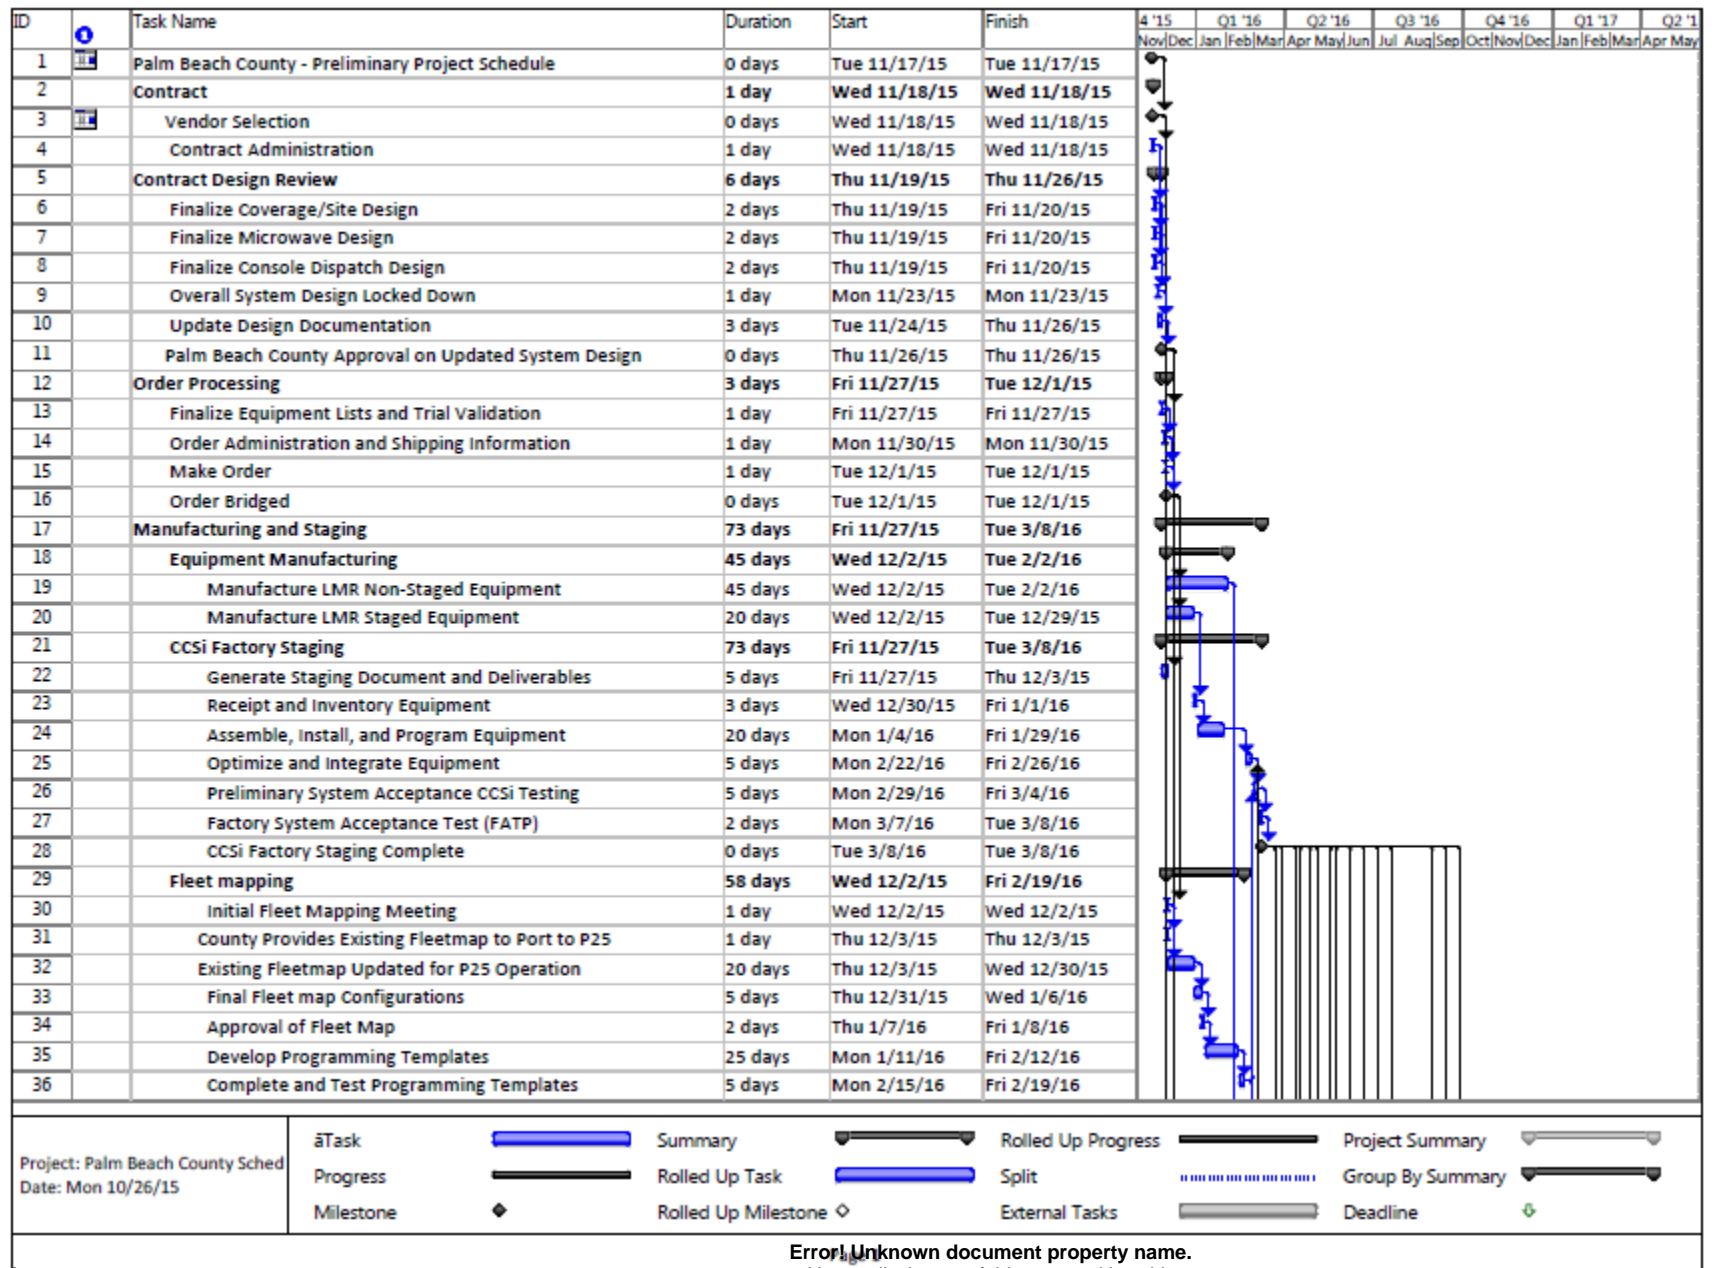 ID Task Name Duration Start Finish 4 '15 Q1 '16 Q2 '16 Q3 '16 Q4 '16 Q1 '17 Q2 '1
Nov Dec Jan Feb Mar Apr May Jun Jul Aug Sep Oct Nov Dec Jan Feb Mar Apr May
1 Palm Beach County - Preliminary Project Schedule 0 days Tue 11/17/15 Tue 11/17/15
2 Contract 1 day Wed 11/18/15 Wed 11/18/15
3 Vendor Selection 0 days Wed 11/18/15 Wed 11/18/15
4 Contract Administration 1 day Wed 11/18/15 Wed 11/18/15
5 Contract Design Review 6 days Thu 11/19/15 Thu 11/26/15
6 Finalize Coverage/Site Design 2 days Thu 11/19/15 Fri 11/20/15
7 Finalize Microwave Design 2 days Thu 11/19/15 Fri 11/20/15
8 Finalize Console Dispatch Design 2 days Thu 11/19/15 Fri 11/20/15
9 Overall System Design Locked Down 1 day Mon 11/23/15 Mon 11/23/15
10 Update Design Documentation 3 days Tue 11/24/15 Thu 11/26/15
11 Palm Beach County Approval on Updated System Design 0 days Thu 11/26/15 Thu 11/26/15
12 Order Processing 3 days Fri 11/27/15 Tue 12/1/15
13 Finalize Equipment Lists and Trial Validation 1 day Fri 11/27/15 Fri 11/27/15
14 Order Administration and Shipping Information 1 day Mon 11/30/15 Mon 11/30/15
15 Make Order 1 day Tue 12/1/15 Tue 12/1/15
16 Order Bridged 0 days Tue 12/1/15 Tue 12/1/15
17 Manufacturing and Staging 73 days Fri 11/27/15 Tue 3/8/16
18 Equipment Manufacturing 45 days Wed 12/2/15 Tue 2/2/16
19 Manufacture LMR Non-Staged Equipment 45 days Wed 12/2/15 Tue 2/2/16
20 Manufacture LMR Staged Equipment 20 days Wed 12/2/15 Tue 12/29/15
21 CCSi Factory Staging 73 days Fri 11/27/15 Tue 3/8/16
22 Generate Staging Document and Deliverables 5 days Fri 11/27/15 Thu 12/3/15
23 Receipt and Inventory Equipment 3 days Wed 12/30/15 Fri 1/1/16
24 Assemble, Install, and Program Equipment 20 days Mon 1/4/16 Fri 1/29/16
25 Optimize and Integrate Equipment 5 days Mon 2/22/16 Fri 2/26/16
26 Preliminary System Acceptance CCSi Testing 5 days Mon 2/29/16 Fri 3/4/16
27 Factory System Acceptance Test (FATP) 2 days Mon 3/7/16 Tue 3/8/16
28 CCSi Factory Staging Complete 0 days Tue 3/8/16 Tue 3/8/16
29 Fleet mapping 58 days Wed 12/2/15 Fri 2/19/16
30 Initial Fleet Mapping Meeting 1 day Wed 12/2/15 Wed 12/2/15
31 County Provides Existing Fleetmap to Port to P25 1 day Thu 12/3/15 Thu 12/3/15
32 Existing Fleetmap Updated for P25 Operation 20 days Thu 12/3/15 Wed 12/30/15
33 Final Fleet map Configurations 5 days Thu 12/31/15 Wed 1/6/16
34 Approval of Fleet Map 2 days Thu 1/7/16 Fri 1/8/16
35 Develop Programming Templates 25 days Mon 1/11/16 Fri 2/12/16
36 Complete and Test Programming Templates 5 days Mon 2/15/16 Fri 2/19/16
Project: Palm Beach County Sched
Date: Mon 10/26/15
âTask Summary Rolled Up Progress Project Summary
Progress Rolled Up Task Split Group By Summary
Milestone Rolled Up Milestone External Tasks Deadline
Error! Unknown document property name.